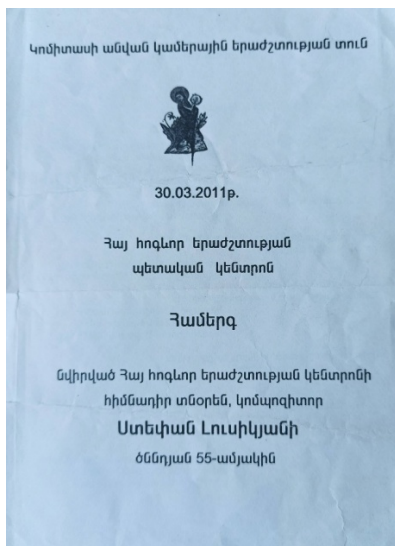 Կոմիտասի անվան կամերային երաժշտության տուն
30.03.2011թ.
Հայ հոգևոր երաժշտության
պետական կենտրոն
Համերգ
նվիրված Հայ հոգևոր երաժշտության կենտրոնի
հիմնադիր տնօրեն, կոմպոզիտոր
Ստեփան Լուսիկյանի
ծննդյան 55-ամյակին